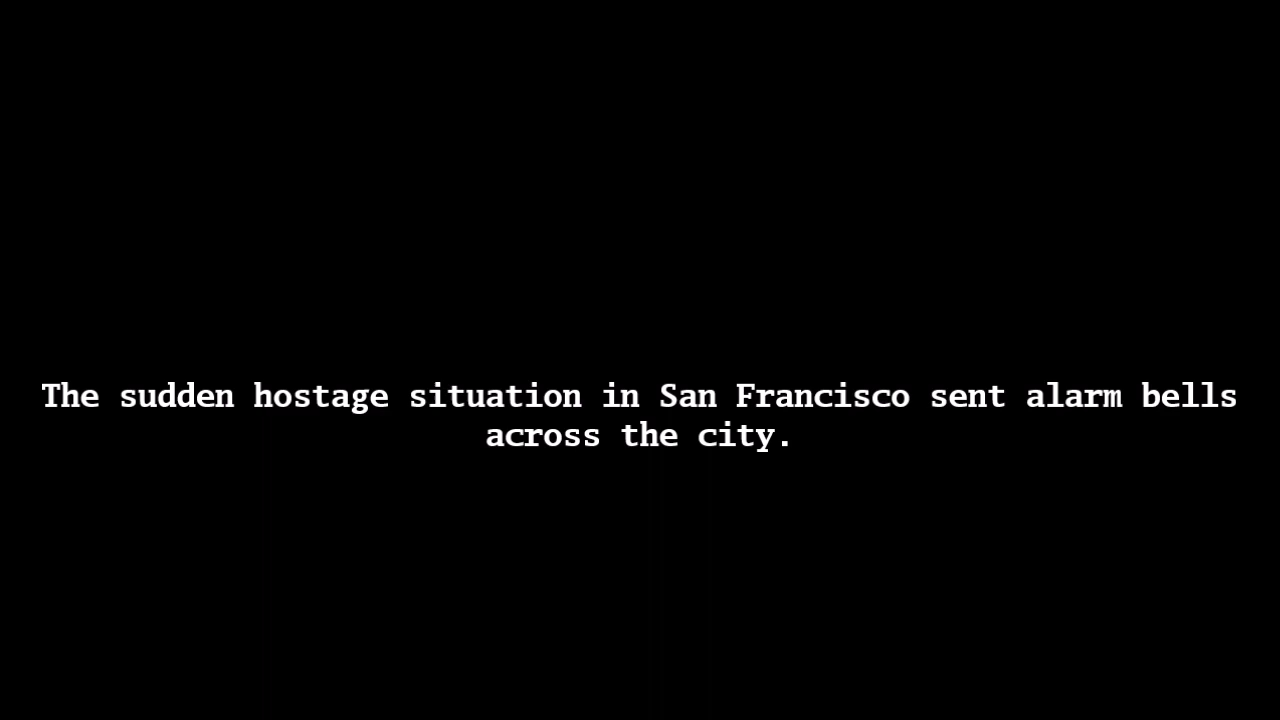 The sudden hostage situation in San Francisco sent alarm bells
across the city.